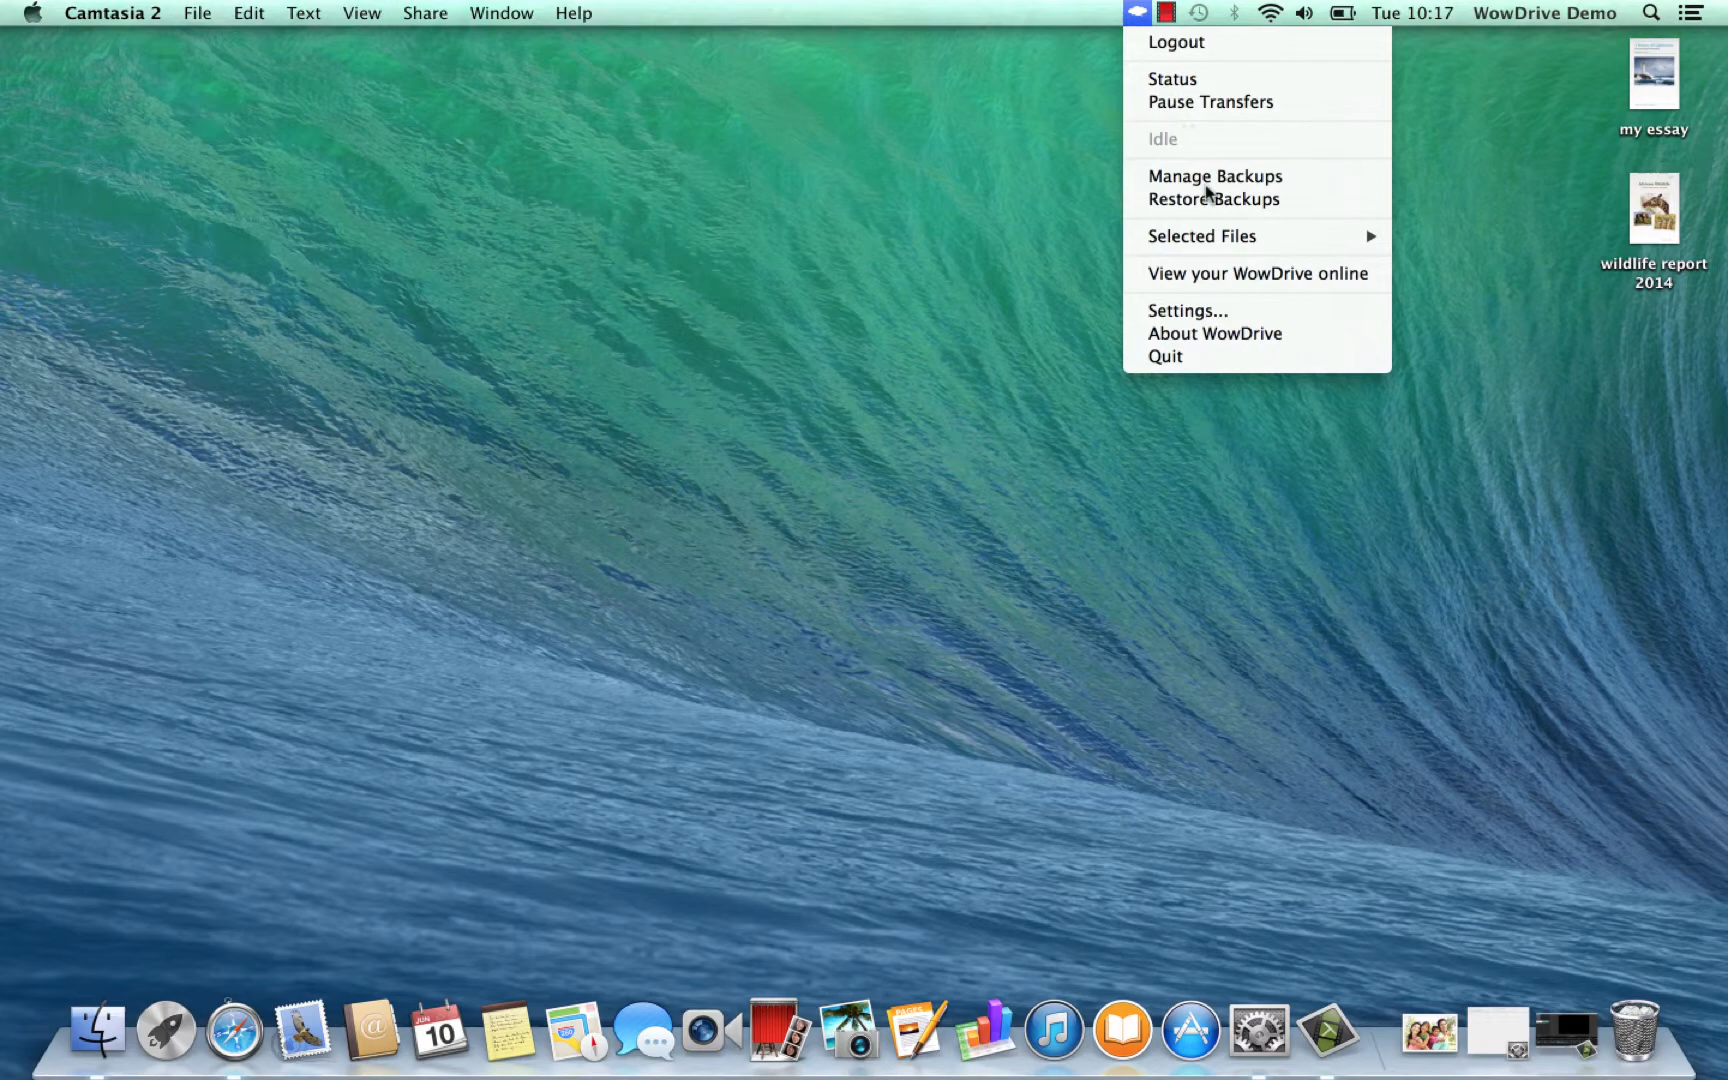 Camtasia 2 File Edit Text View Share Window Help Tue 10:17 WowDrive Demo
Logout
Status
Pause Transfers
Idle
Manage Backups
Restore Backups
Selected Files
View your WowDrive online
Settings...
About WowDrive
Quit
my essay
wildlife report
2014
JUN
10
PAGES